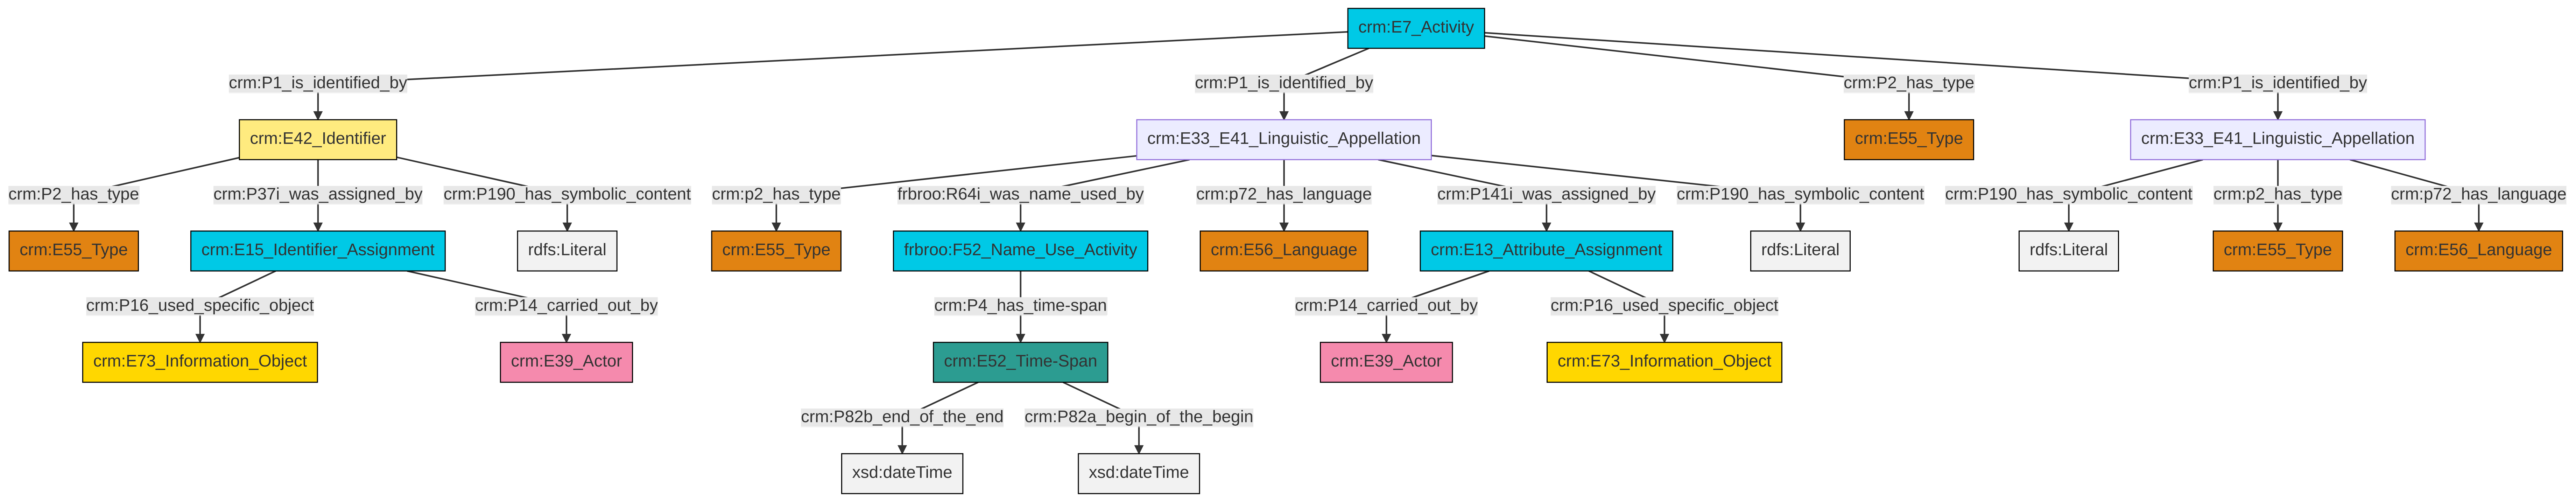 crm:E7_Activity
crm:P1_is_identified_by
crm:P1_is_identified_by
crm:P2_has_type
crm:P1_is_identified_by
crm:E42_Identifier
crm:E33_E41_Linguistic_Appellation
crm:E55_Type
crm:E33_E41_Linguistic_Appellation
crm:P2_has_type
crm:P37i_was_assigned_by
crm:P190_has_symbolic_content
crm:p2_has_type
frbroo:R64i_was_name_used_by
crm:p72_has_language
crm:P141i_was_assigned_by
crm:P190_has_symbolic_content
crm:P190_has_symbolic_content
crm:p2_has_type
crm:p72_has_language
crm:E55_Type
crm:E15_Identifier_Assignment
rdfs:Literal
crm:E55_Type
frbroo:F52_Name_Use_Activity
crm:E56_Language
crm:E13_Attribute_Assignment
rdfs:Literal
rdfs:Literal
crm:E55_Type
crm:E56_Language
crm:P16_used_specific_object
crm:P14_carried_out_by
crm:P4_has_time-span
crm:P14_carried_out_by
crm:P16_used_specific_object
crm:E73_Information_Object
crm:E39_Actor
crm:E52_Time-Span
crm:E39_Actor
crm:E73_Information_Object
crm:P82b_end_of_the_end
crm:P82a_begin_of_the_begin
xsd:dateTime
xsd:dateTime